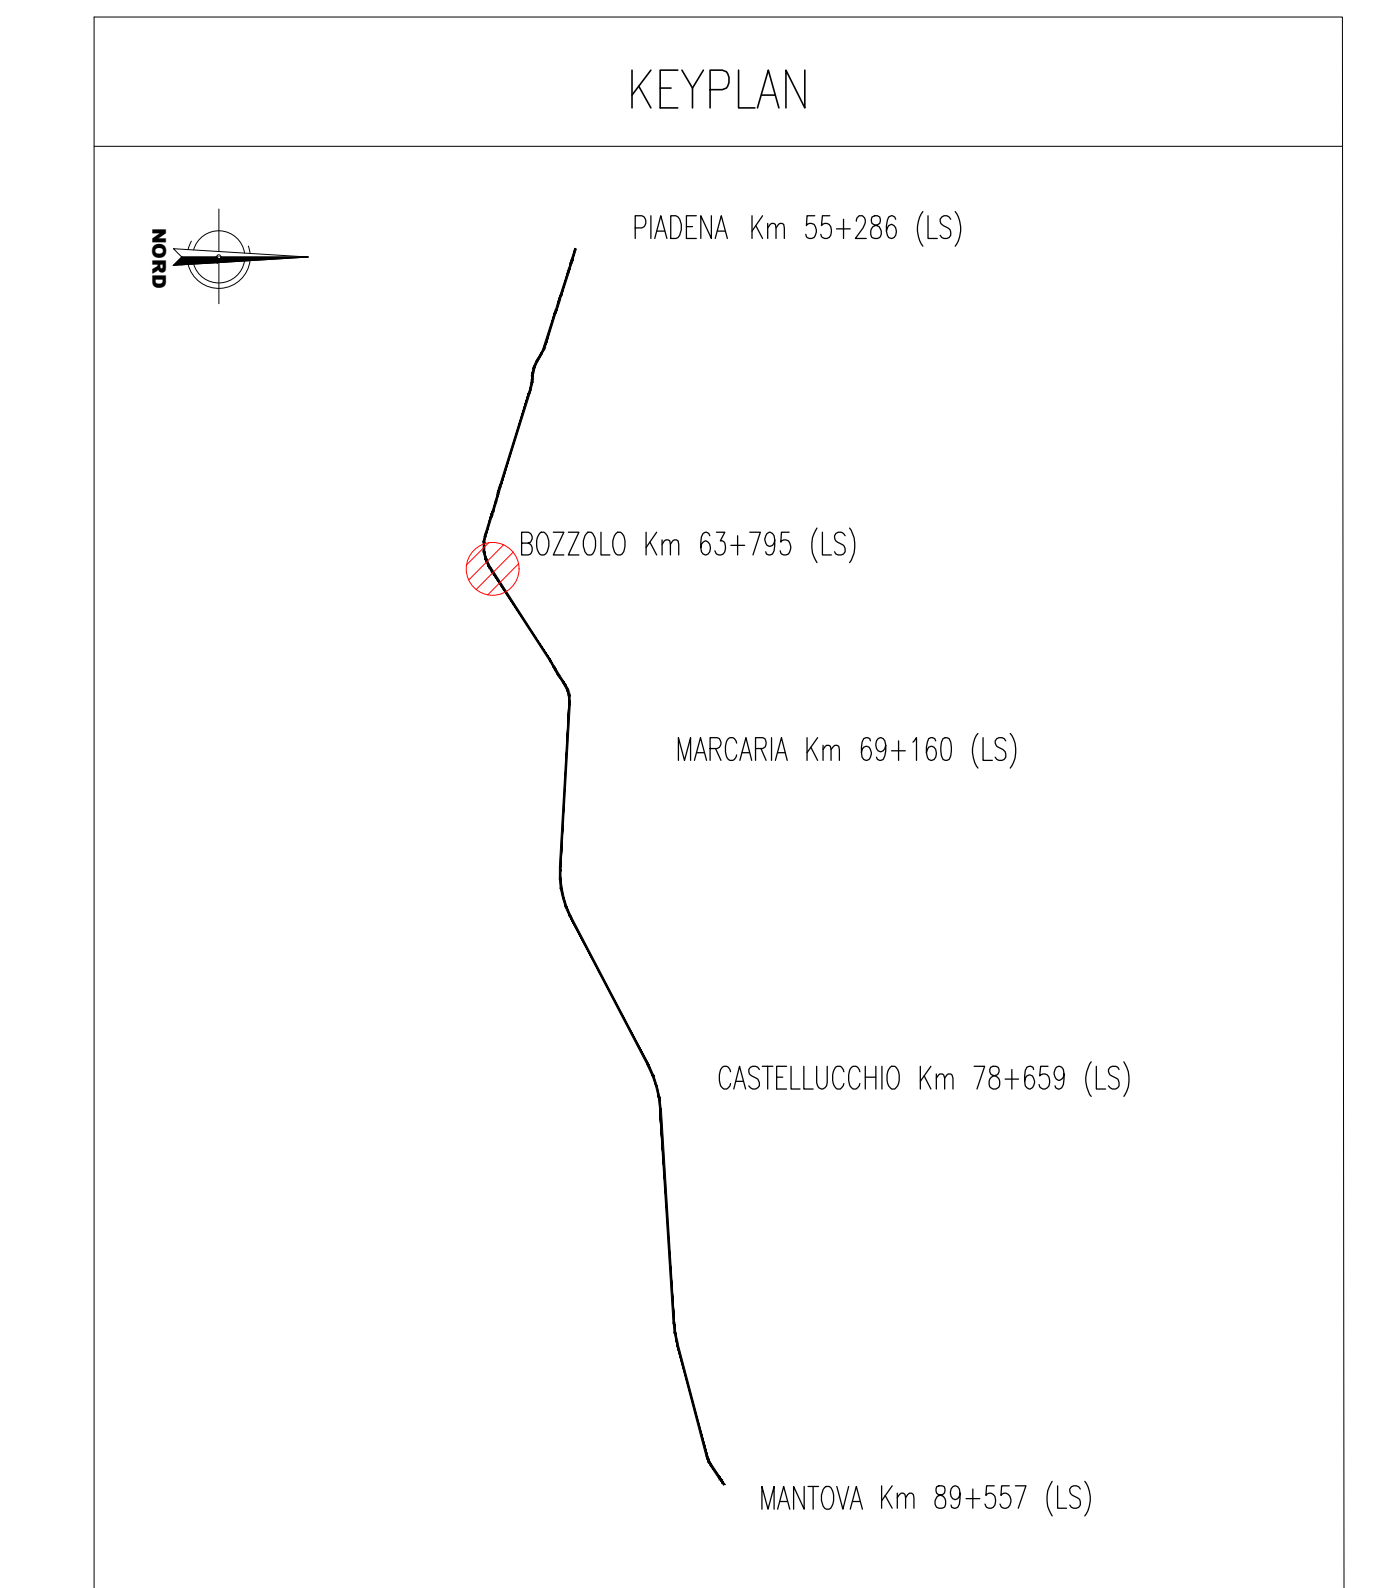 KEYPLAN
NORD
PIADENA Km 55+286 (LS)
BOZZOLO Km 63+795 (LS)
MARCARIA Km 69+160 (LS)
CASTELLUCCHIO Km 78+659 (LS)
MANTOVA Km 89+557 (LS)